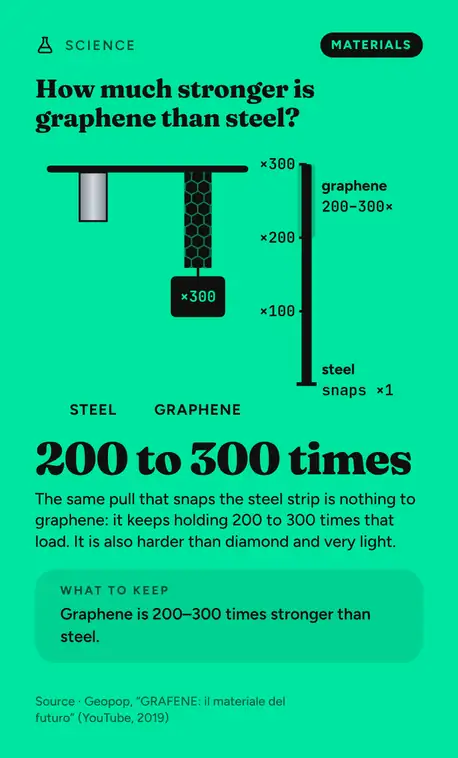 SCIENCE
MATERIALS
How much stronger is
graphene than steel?
×300
graphene
200–300×
×200
×300
×100
steel
snaps ×1
STEEL
GRAPHENE
200 to 300 times
The same pull that snaps the steel strip is nothing to
graphene: it keeps holding 200 to 300 times that
load. It is also harder than diamond and very light.
WHAT TO KEEP
Graphene is 200–300 times stronger than
steel.
Source · Geopop, "GRAFENE: il materiale del
futuro" (YouTube, 2019)